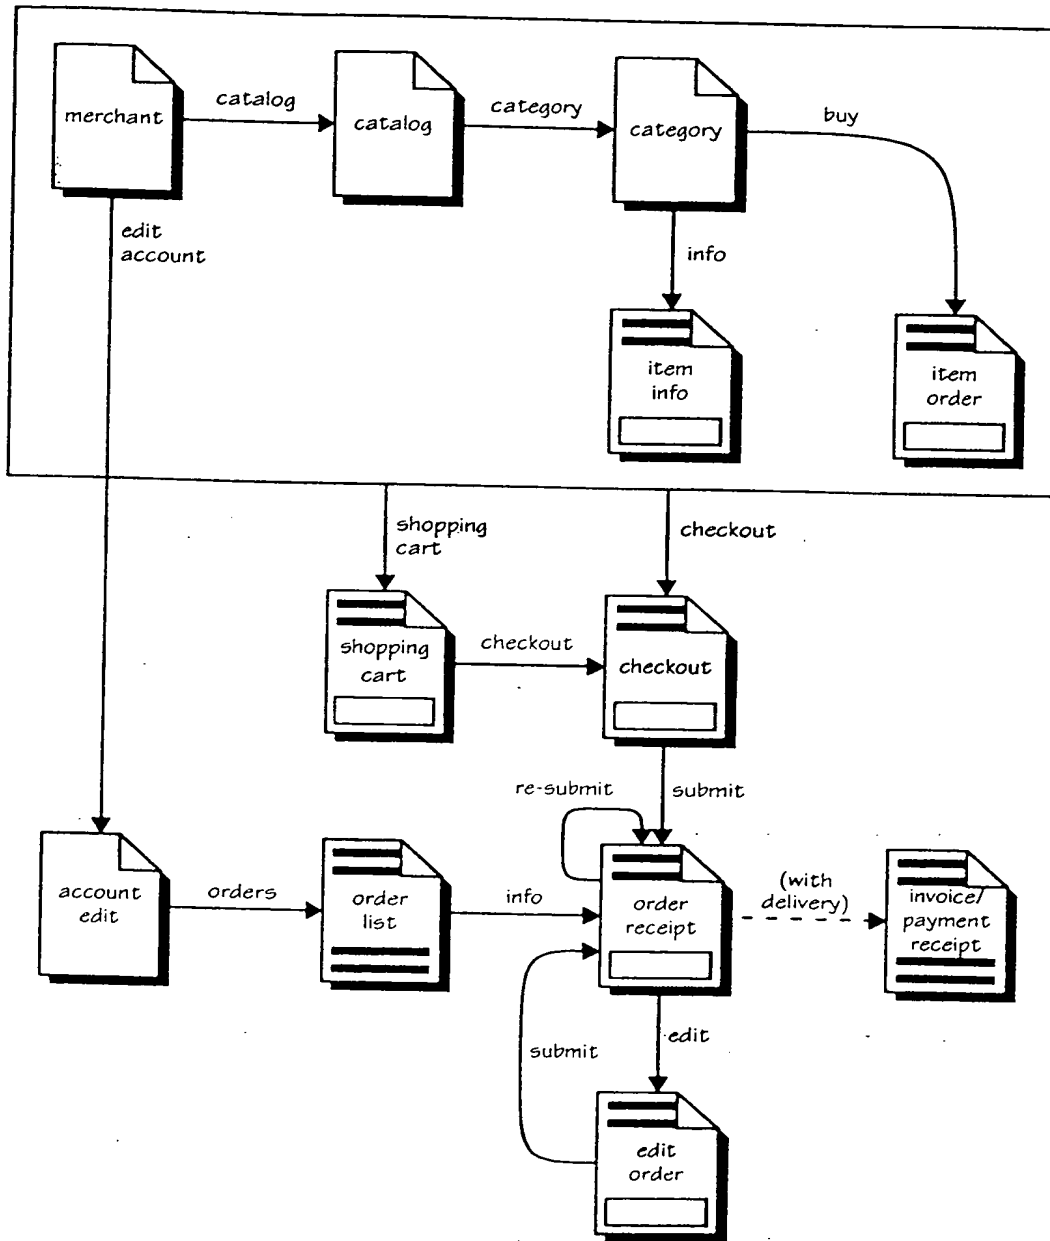 merchant
catalog
catalog
category
category
buy
edit
account
info
item
info
item
order
shopping
cart
checkout
shopping
cart
checkout
checkout
re-submit
submit
account
edit
orders
order
list
info
order
receipt
(with
delivery)
invoice/
payment
receipt
submit
edit
edit
order